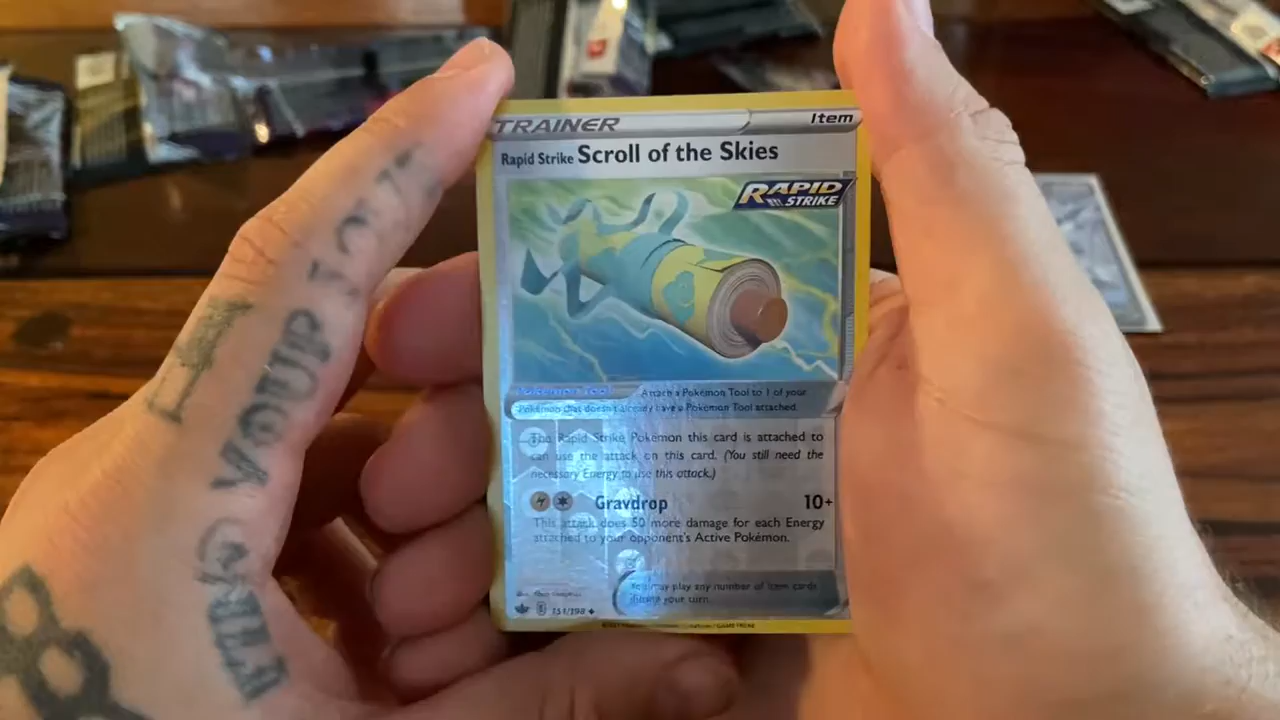 TRAINER Item
Rapid Strike Scroll of the Skies
RAPID
STRIKE
Pokémon Tool
Attach a Pokémon Tool to 1 of your
Pokémon that doesn't already have a Pokémon Tool attached.
The Rapid Strike Pokémon this card is attached to
can use the attack on this card. (You still need the
necessary Energy to use this attack.)
Gravdrop 10+
This attack does 50 more damage for each Energy
attached to your opponent's Active Pokémon.
You may play any number of Item cards
during your turn.
151/198
FIND
YOUR